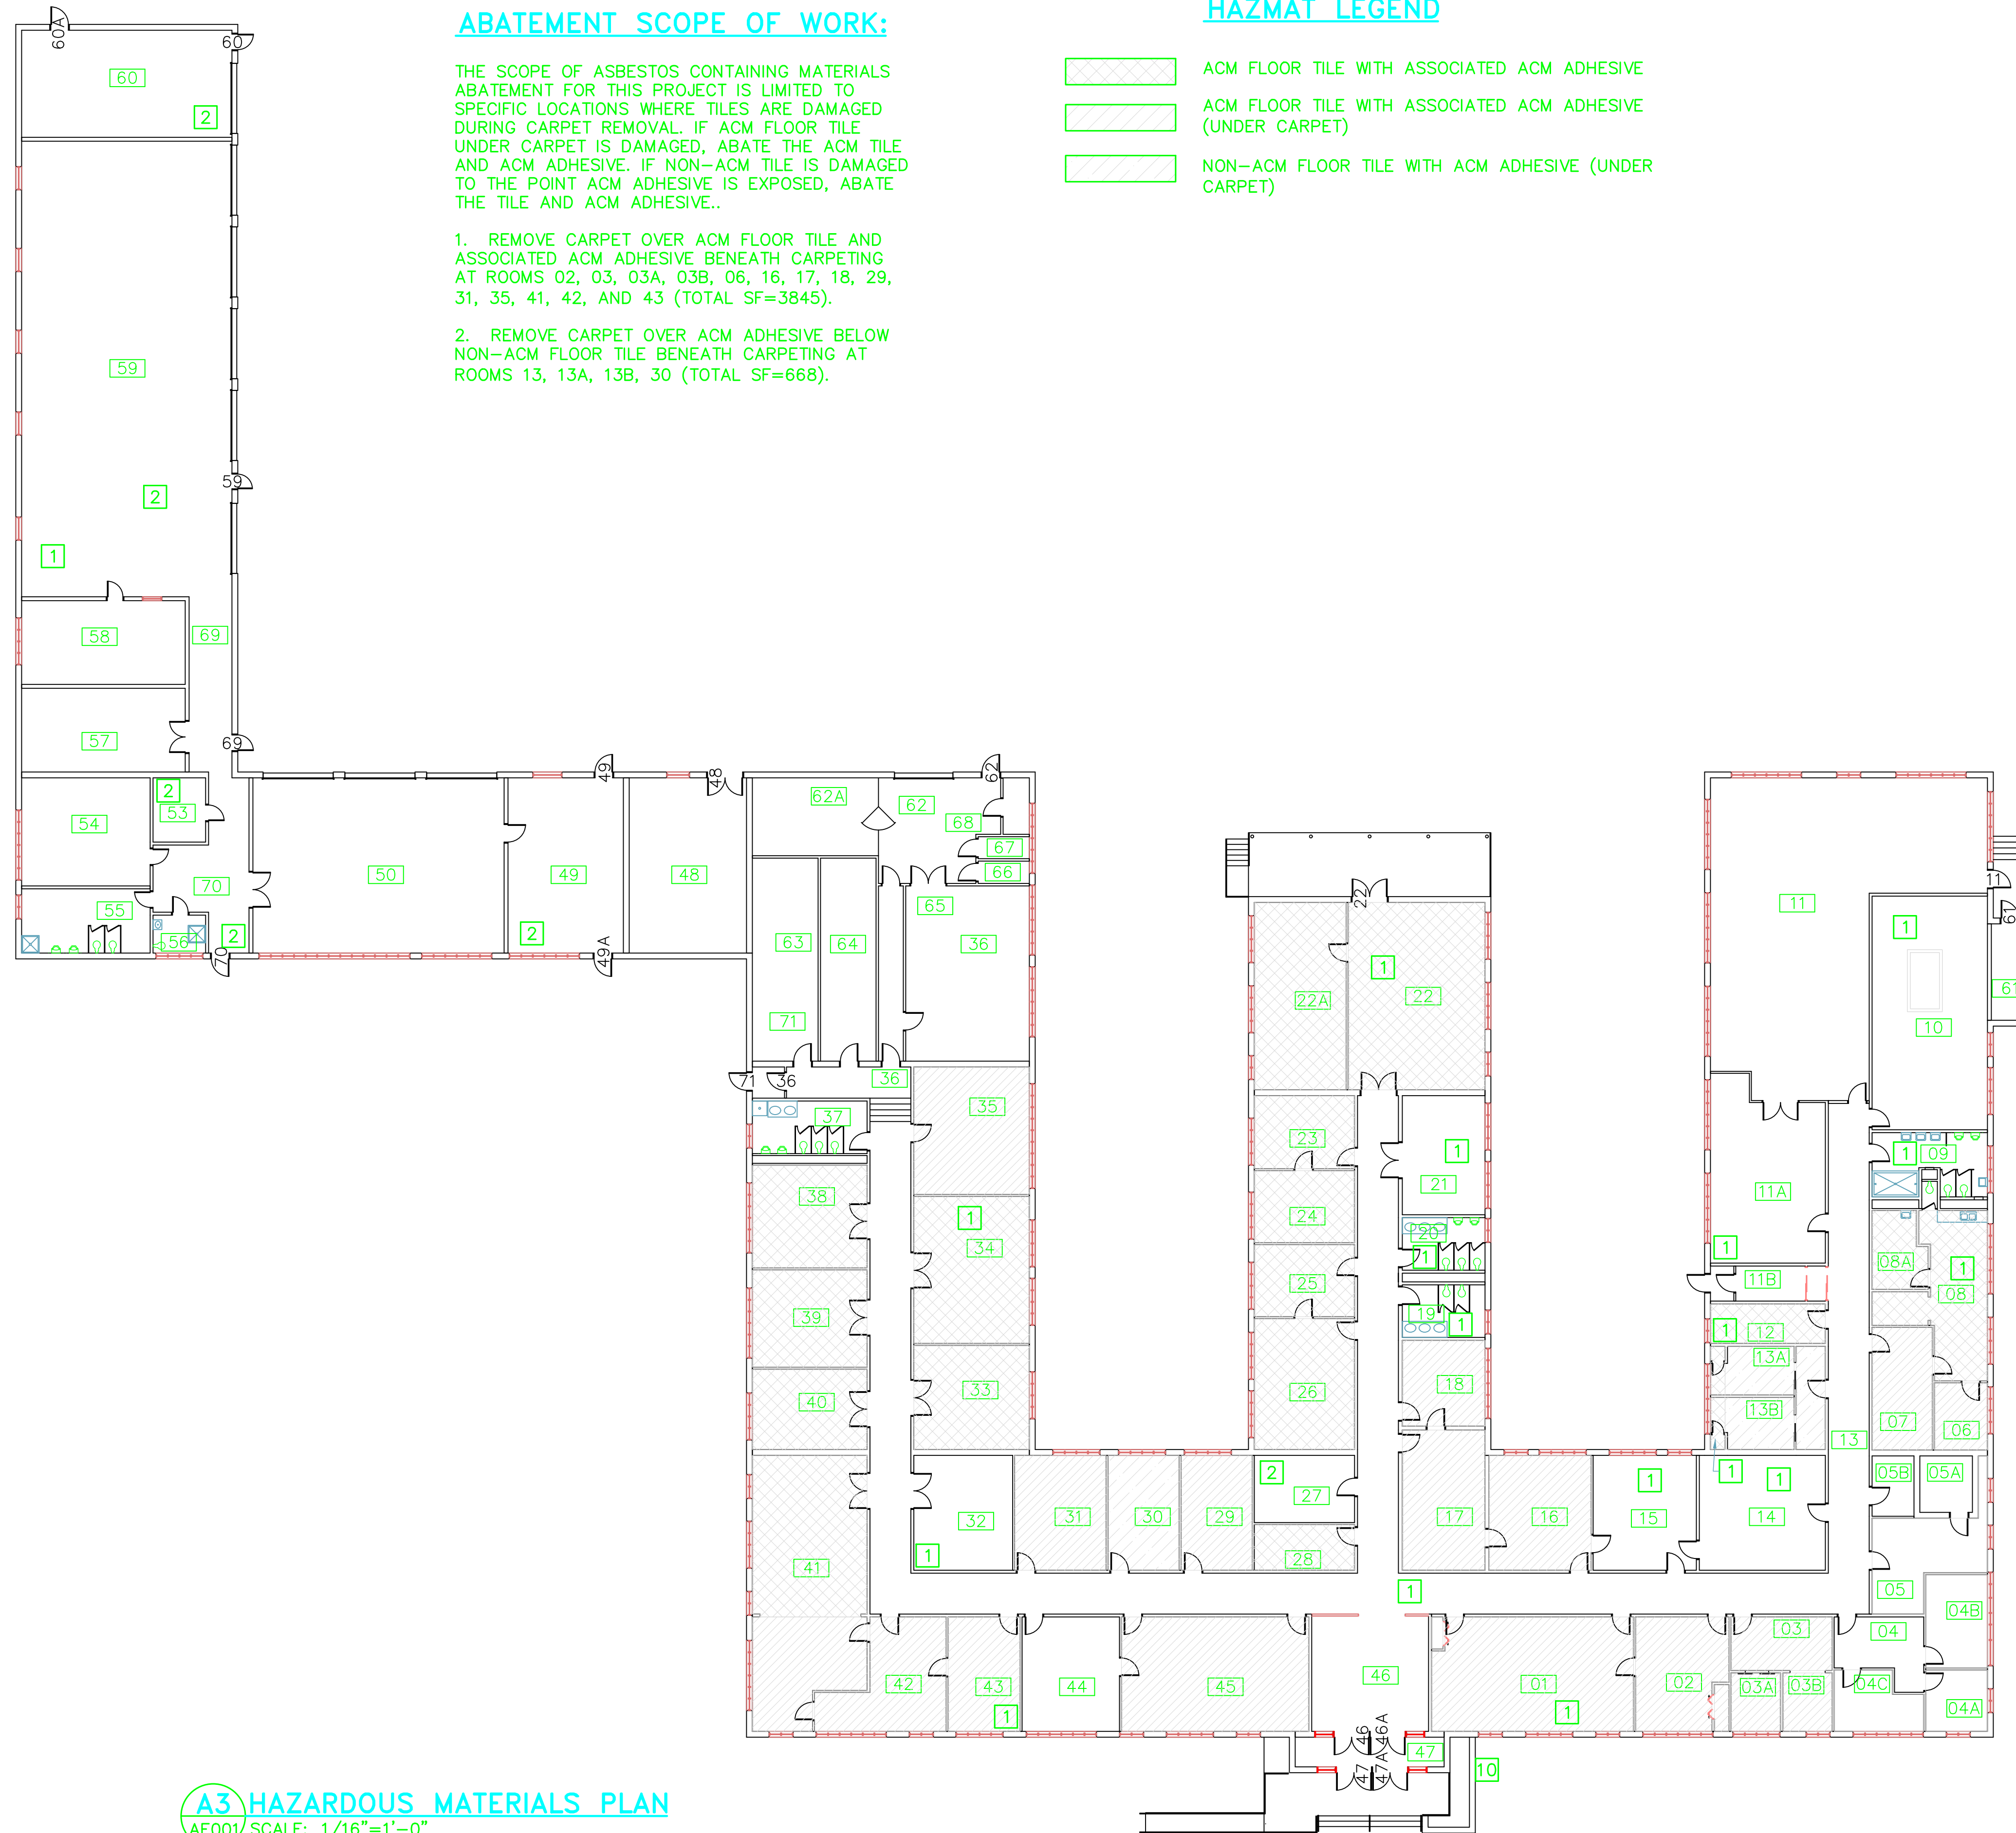 ABATEMENT SCOPE OF WORK:
THE SCOPE OF ASBESTOS CONTAINING MATERIALS
ABATEMENT FOR THIS PROJECT IS LIMITED TO
SPECIFIC LOCATIONS WHERE TILES ARE DAMAGED
DURING CARPET REMOVAL. IF ACM FLOOR TILE
UNDER CARPET IS DAMAGED, ABATE THE ACM TILE
AND ACM ADHESIVE. IF NON-ACM TILE IS DAMAGED
TO THE POINT ACM ADHESIVE IS EXPOSED, ABATE
THE TILE AND ACM ADHESIVE..
1. REMOVE CARPET OVER ACM FLOOR TILE AND
ASSOCIATED ACM ADHESIVE BENEATH CARPETING
AT ROOMS 02, 03, 03A, 03B, 06, 16, 17, 18, 29,
31, 35, 41, 42, AND 43 (TOTAL SF=3845).
2. REMOVE CARPET OVER ACM ADHESIVE BELOW
NON-ACM FLOOR TILE BENEATH CARPETING AT
ROOMS 13, 13A, 13B, 30 (TOTAL SF=668).
HAZMAT LEGEND
ACM FLOOR TILE WITH ASSOCIATED ACM ADHESIVE
ACM FLOOR TILE WITH ASSOCIATED ACM ADHESIVE
(UNDER CARPET)
NON-ACM FLOOR TILE WITH ACM ADHESIVE (UNDER
CARPET)
60A
60
60
2
59
59
2
1
58
69
57
69
2
53
54
70
55
56
2
70
50
49
49
2
49A
48
48
62A
62
62
68
67
66
65
63
64
36
71
71
36
36
35
37
38
1
34
39
33
40
32
1
31
30
29
2
27
28
41
42
43
1
44
45
46
46
46A
47
47
47A
10
22
1
22A
22
23
24
25
26
1
21
20
1
19
1
18
17
16
1
15
1
1
14
1
01
1
02
03
03A
03B
04
04A
04B
04C
05
05A
05B
06
07
08
1
08A
09
1
10
1
11
11
61
61
11A
1
11B
12
1
13A
13B
13
A3 HAZARDOUS MATERIALS PLAN
AE001 SCALE: 1/16"=1'-0"